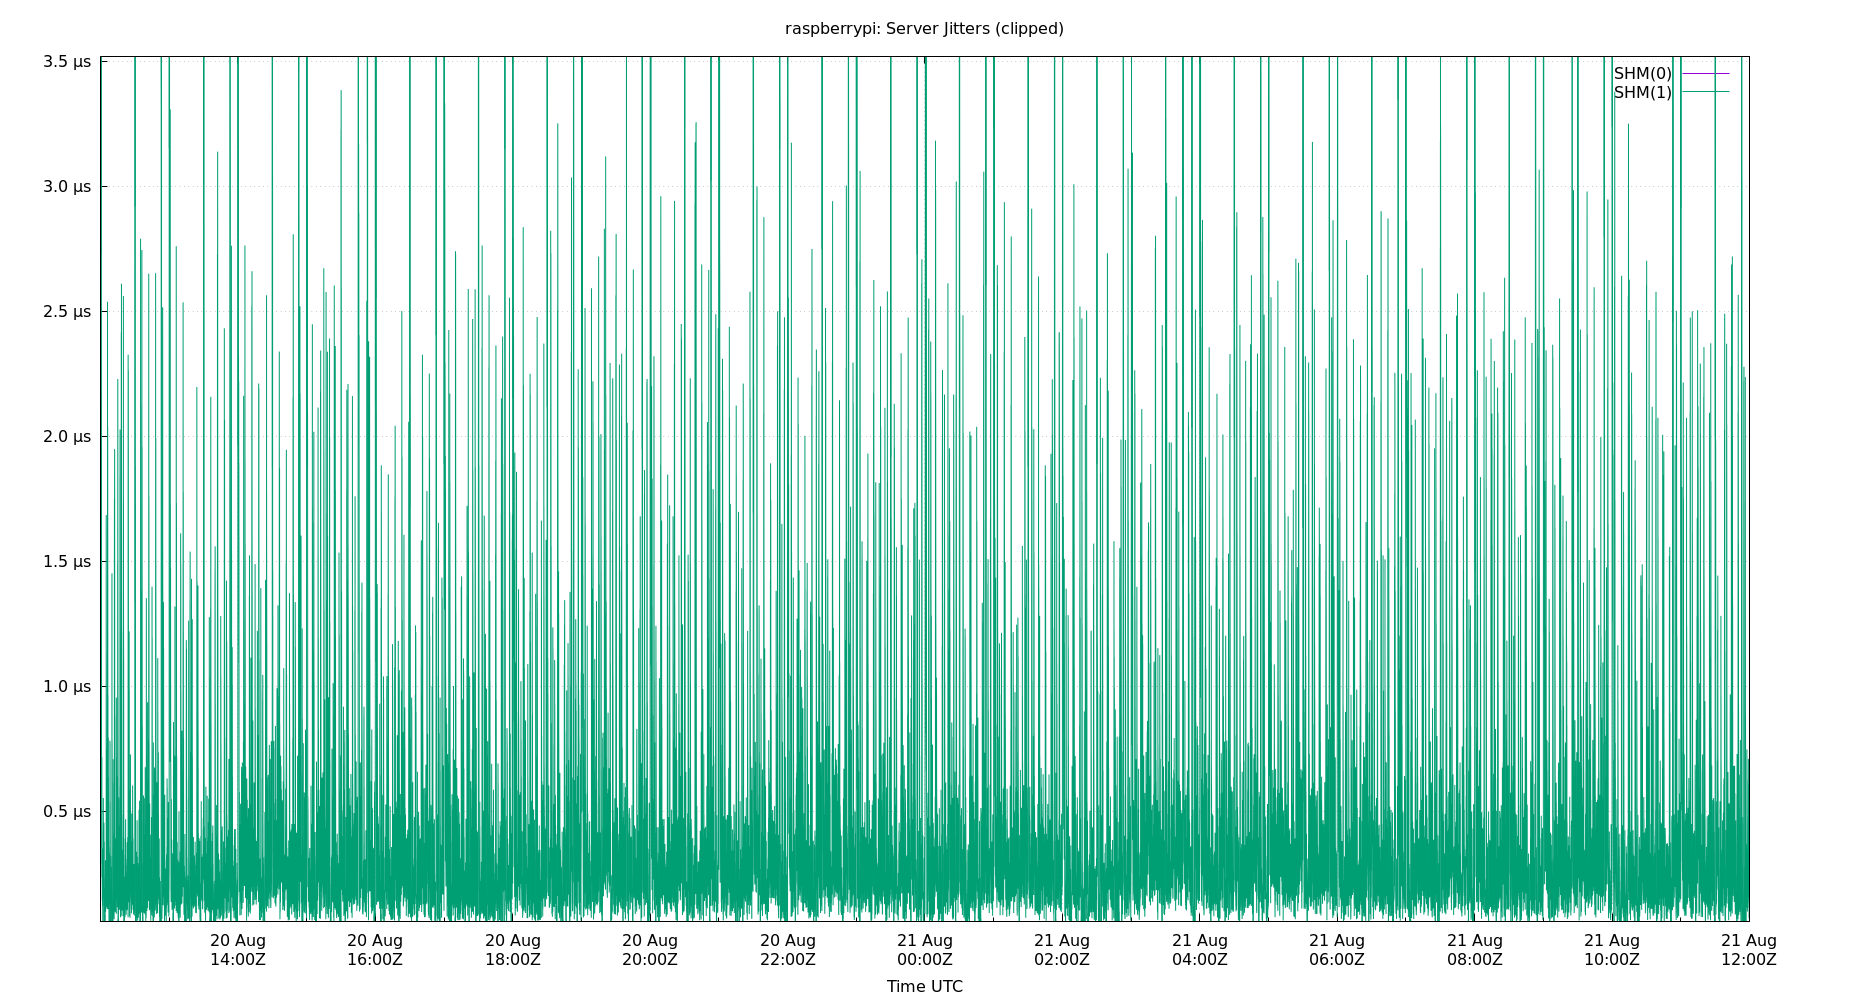 raspberrypi: Server Jitters (clipped)
3.5 µs
3.0 µs
2.5 µs
2.0 µs
1.5 µs
1.0 µs
0.5 µs
SHM(0)
SHM(1)
20 Aug 20 Aug 20 Aug 20 Aug 20 Aug 21 Aug 21 Aug 21 Aug 21 Aug 21 Aug 21 Aug 21 Aug
14:00Z 16:00Z 18:00Z 20:00Z 22:00Z 00:00Z 02:00Z 04:00Z 06:00Z 08:00Z 10:00Z 12:00Z
Time UTC